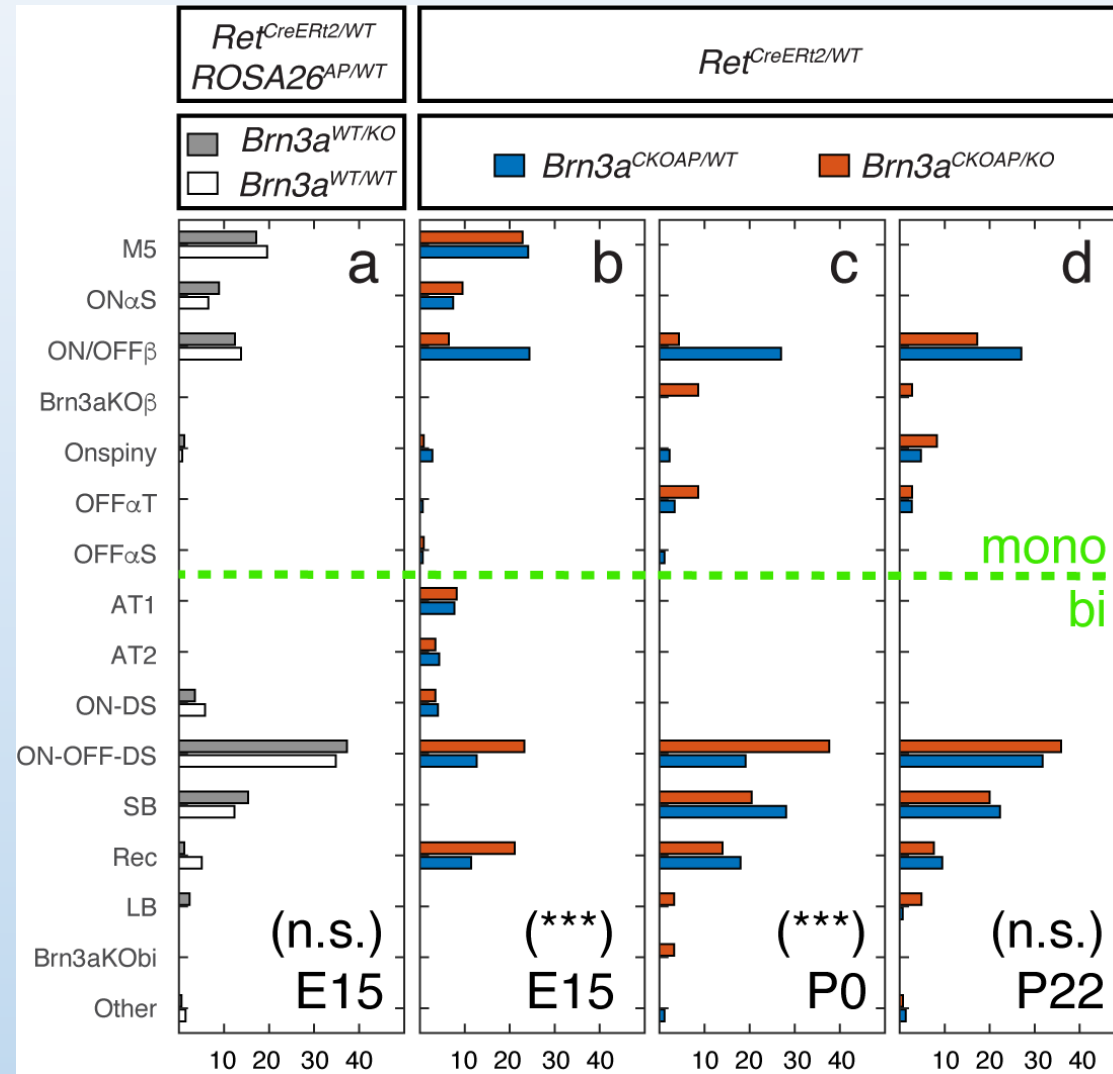 Ret^CreERt2/WT
ROSA26^AP/WT
Ret^CreERt2/WT
Brn3a^WT/KO
Brn3a^WT/WT
Brn3a^CKOAP/WT
Brn3a^CKOAP/KO
a
b
c
d
M5
ONαS
ON/OFFβ
Brn3aKOβ
Onspiny
OFFαT
OFFαS
mono
bi
AT1
AT2
ON-DS
ON-OFF-DS
SB
Rec
LB
Brn3aKObi
Other
(n.s.)
E15
(***)
E15
(***)
P0
(n.s.)
P22
10 20 30 40
10 20 30 40
10 20 30 40
10 20 30 40